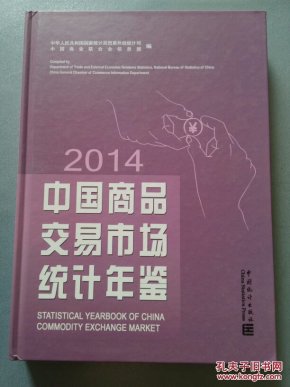 中华人民共和国国家统计局贸易外经统计司
中国商业联合会信息部
编
Compiled by
Department of Trade and External Economic Relations Statistics, National Bureau of Statistics of China
China General Chamber of Commerce Information Department
¥
2014
中国商品
交易市场
统计年鉴
STATISTICAL YEARBOOK OF CHINA
COMMODITY EXCHANGE MARKET
中国统计出版社
China Statistics Press
孔夫子旧书网